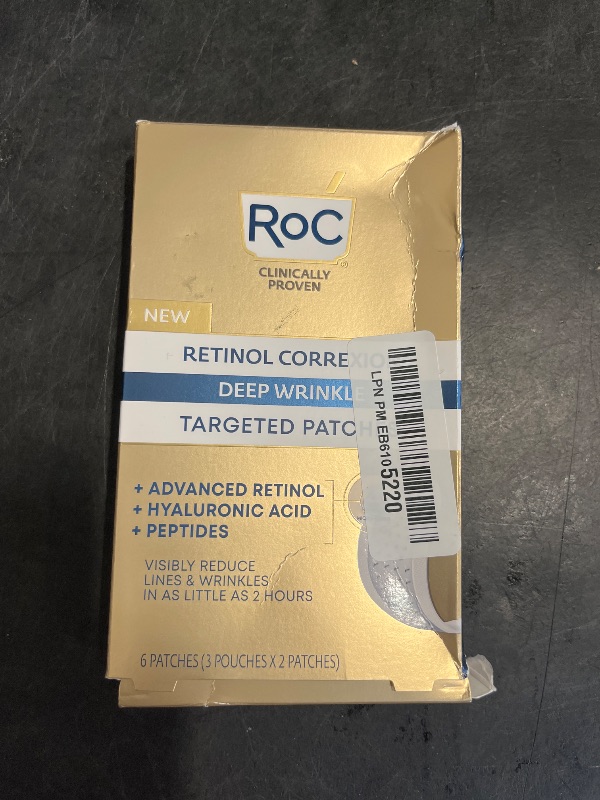 RoC
®
CLINICALLY
PROVEN
NEW
RETINOL CORREXIO
DEEP WRINKLE
TARGETED PATCH
LPN PM EB6105220
+ ADVANCED RETINOL
+ HYALURONIC ACID
+ PEPTIDES
VISIBLY REDUCE
LINES & WRINKLES
IN AS LITTLE AS 2 HOURS
6 PATCHES (3 POUCHES X 2 PATCHES)